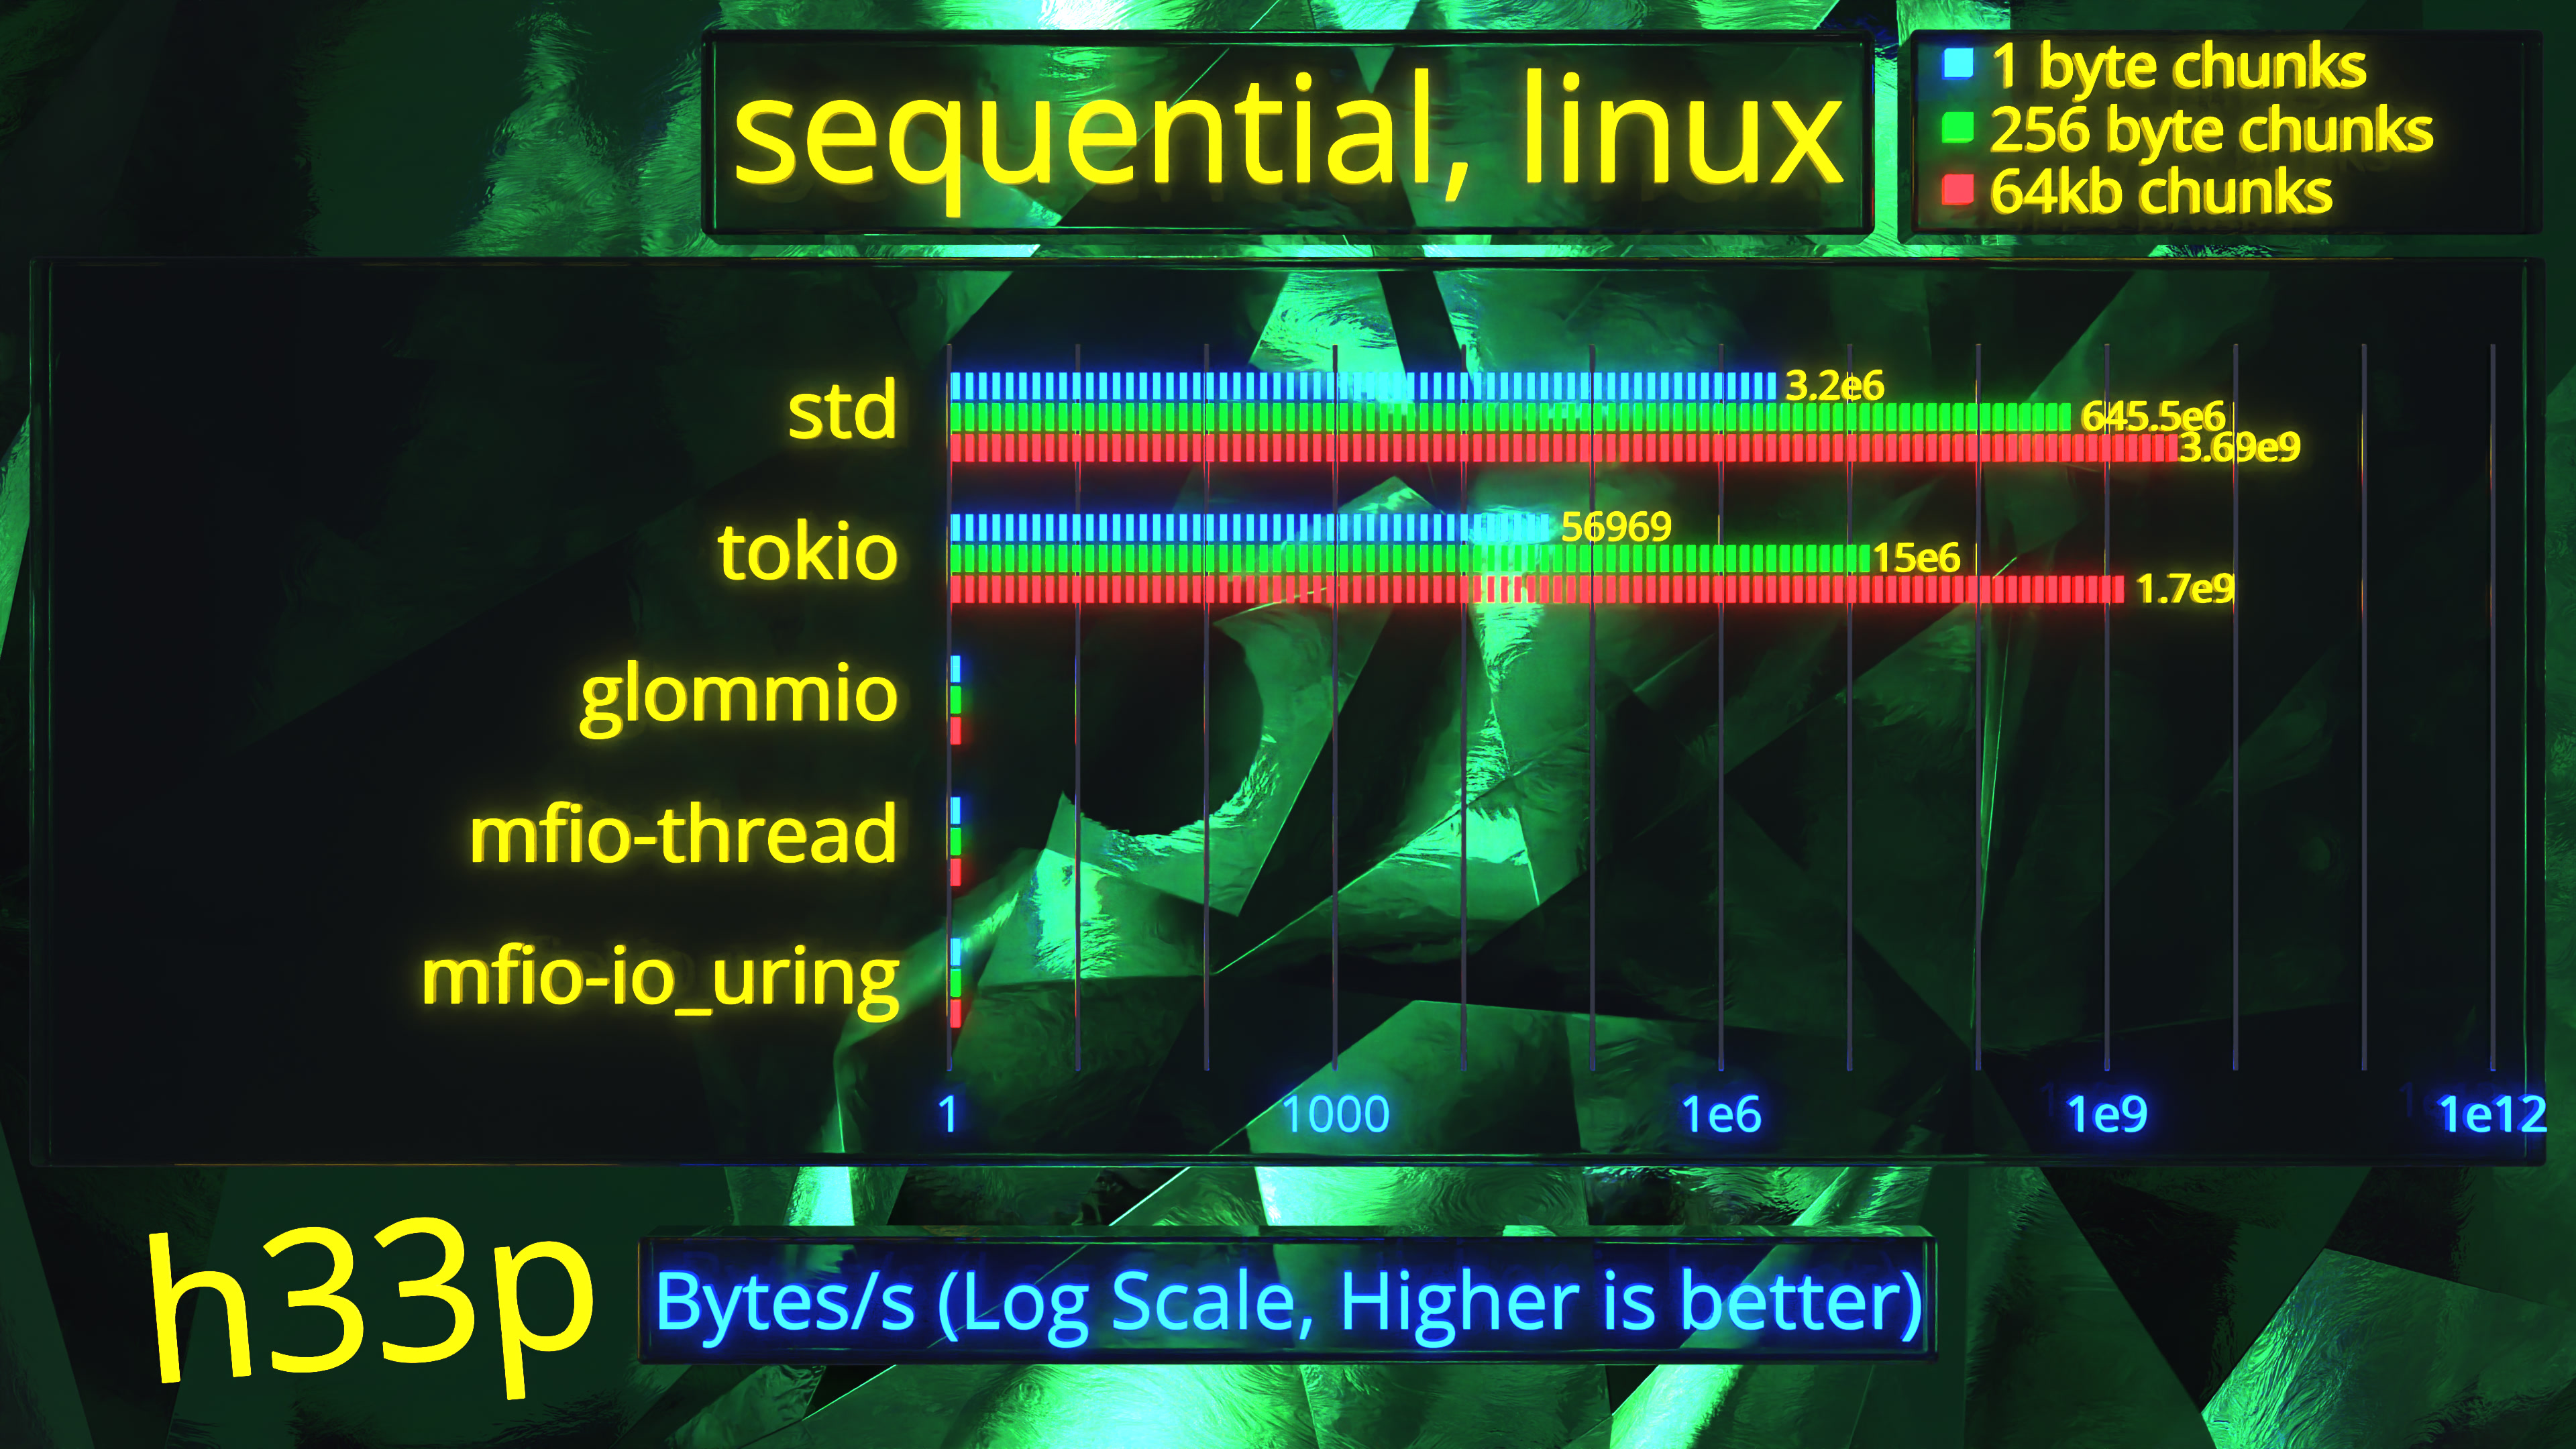 sequential, linux
1 byte chunks
256 byte chunks
64kb chunks
std
3.2e6
645.5e6
3.69e9
tokio
56969
15e6
1.7e9
glommio
mfio-thread
mfio-io_uring
1 1000 1e6 1e9 1e12
h33p
Bytes/s (Log Scale, Higher is better)